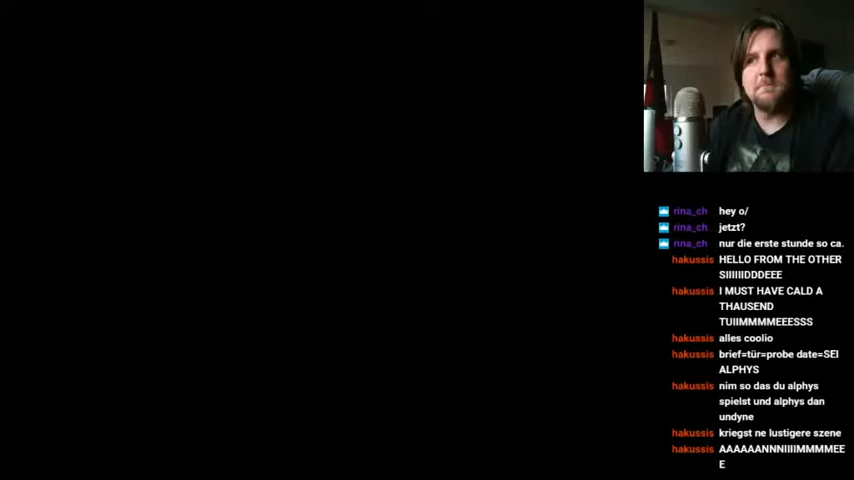 rina_ch hey o/
rina_ch jetzt?
rina_ch nur die erste stunde so ca.
hakussis HELLO FROM THE OTHER
SIIIIIDDDEEE
hakussis I MUST HAVE CALD A
THAUSEND
TUIIMMMMEEESSS
hakussis alles coolio
hakussis brief=tür=probe date=SEI
ALPHYS
hakussis nim so das du alphys
spielst und alphys dan
undyne
hakussis kriegst ne lustigere szene
hakussis AAAAAANNNIIIIMMMMEE
E